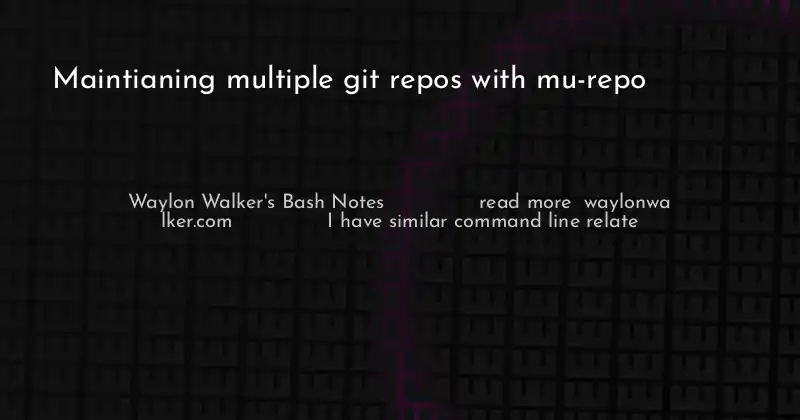 Maintianing multiple git repos with mu-repo
Waylon Walker's Bash Notes read more waylonwa
lker.com I have similar command line relate